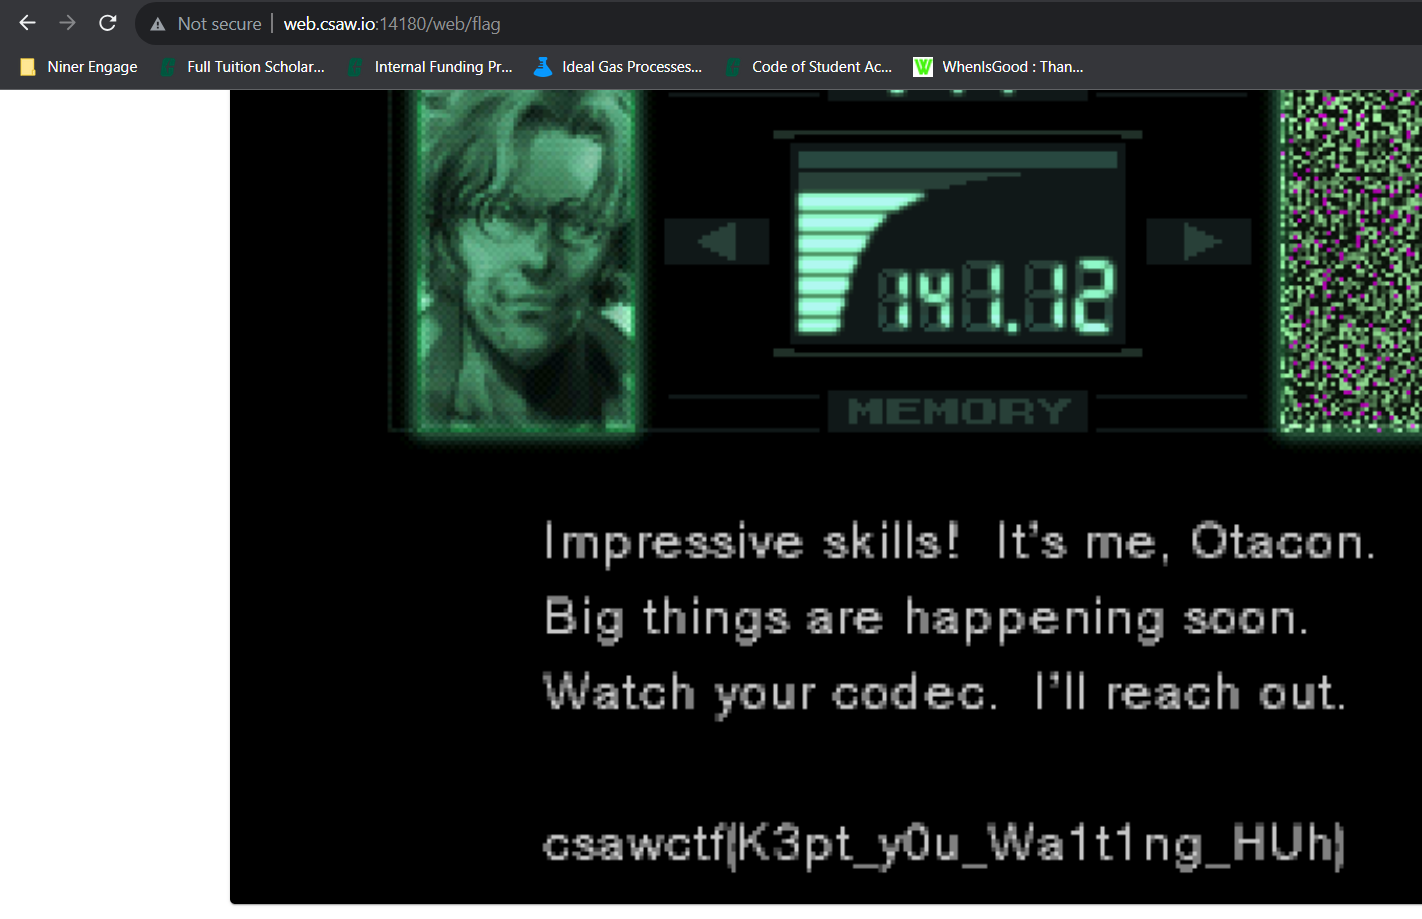 Not secure | web.csaw.io:14180/web/flag
Niner Engage Full Tuition Scholar... Internal Funding Pr... Ideal Gas Processes... Code of Student Ac... WhenIsGood : Than...
141.12
MEMORY
Impressive skills! It's me, Otacon.
Big things are happening soon.
Watch your codec. I'll reach out.
csawctf{K3pt_y0u_Wa1t1ng_HUh}